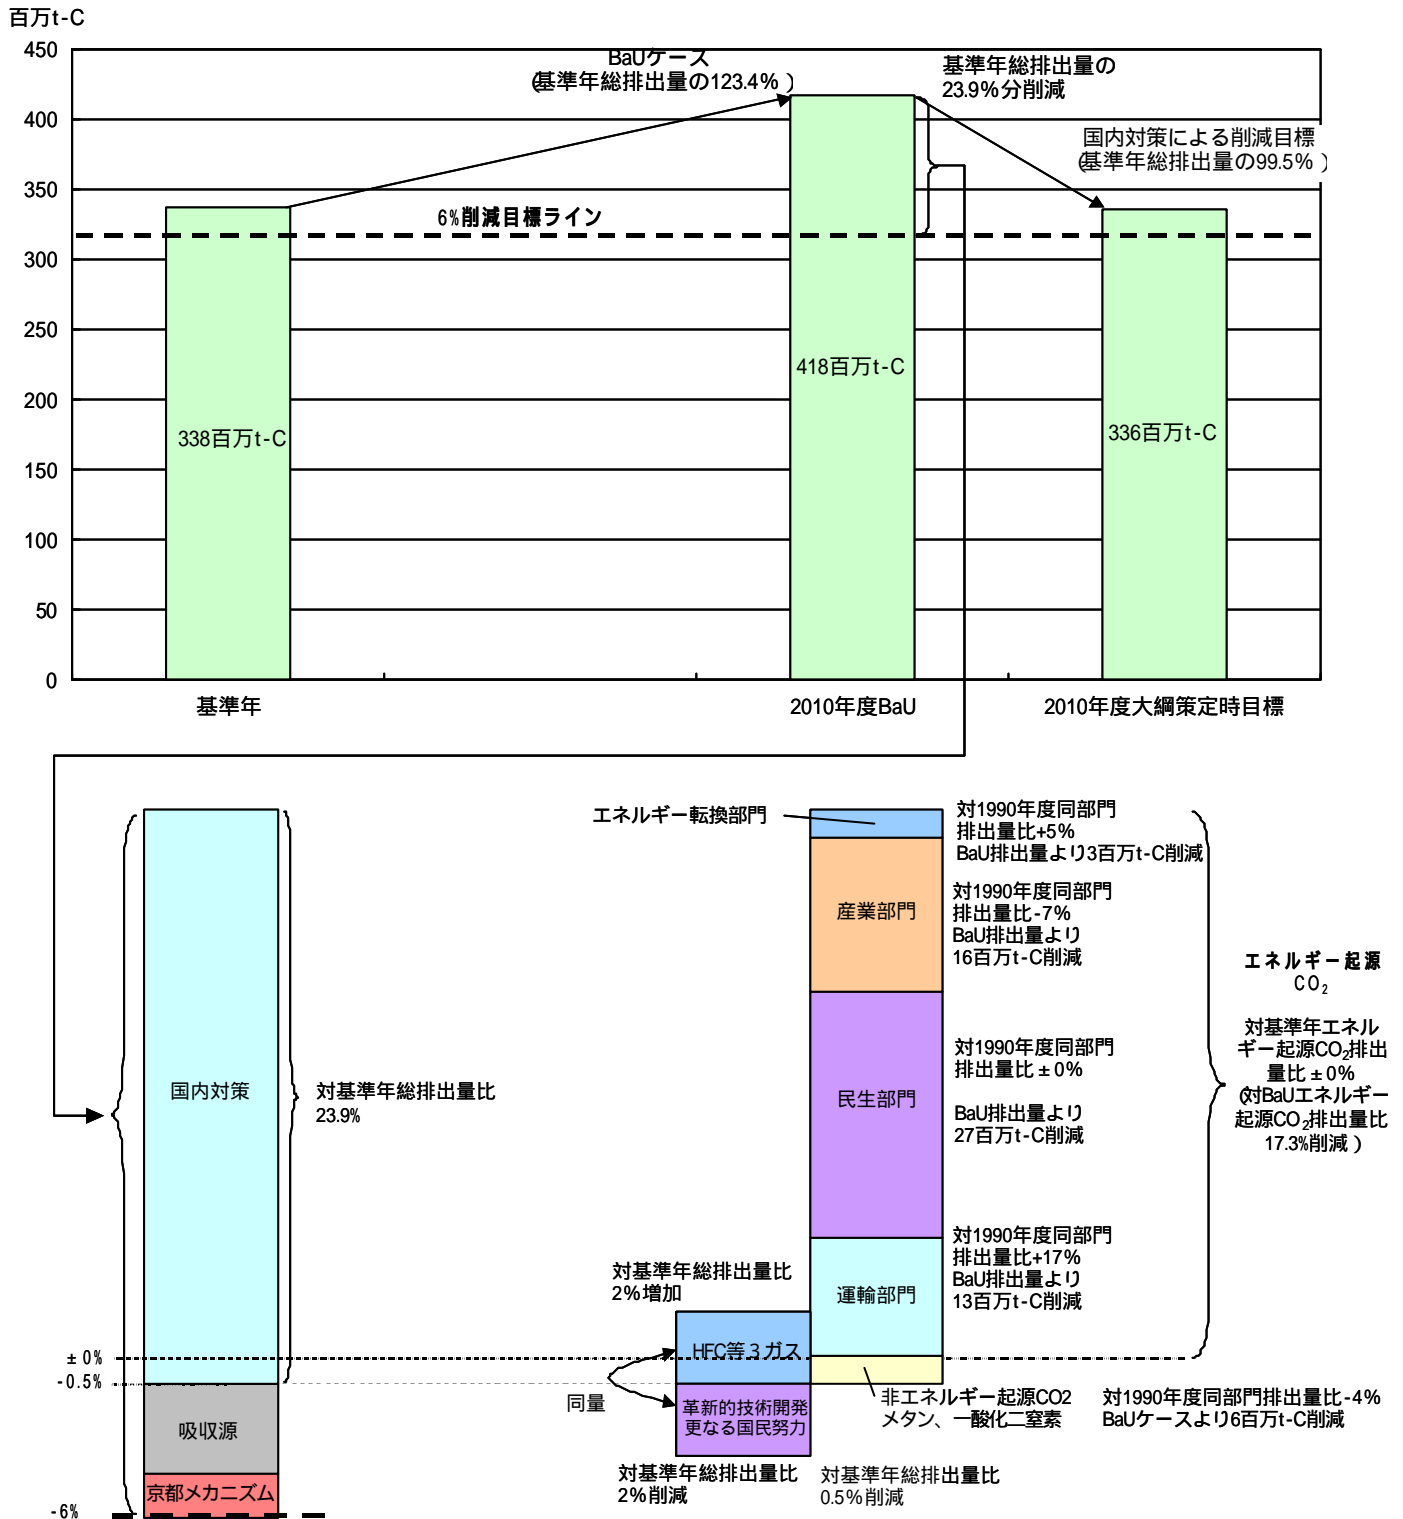 百万t-C
450
400
350
300
250
200
150
100
50
0
BaUケース
(基準年総排出量の123.4%)
基準年総排出量の
23.9%分削減
国内対策による削減目標
(基準年総排出量の99.5%)
6%削減目標ライン
338百万t-C
418百万t-C
336百万t-C
基準年
2010年度BaU
2010年度大綱策定時目標
エネルギー転換部門
対1990年度同部門
排出量比+5%
BaU排出量より3百万t-C削減
産業部門
対1990年度同部門
排出量比-7%
BaU排出量より
16百万t-C削減
エネルギー起源
CO₂
対基準年エネル
ギー起源CO₂排出
量比±0%
(対BaUエネルギー
起源CO₂排出量比
17.3%削減)
民生部門
対1990年度同部門
排出量比±0%
BaU排出量より
27百万t-C削減
国内対策
対基準年総排出量比
23.9%
運輸部門
対1990年度同部門
排出量比+17%
BaU排出量より
13百万t-C削減
対基準年総排出量比
2%増加
HFC等3ガス
±0%
-0.5%
同量
革新的技術開発
更なる国民努力
非エネルギー起源CO2
メタン、一酸化二窒素
対1990年度同部門排出量比-4%
BaUケースより6百万t-C削減
吸収源
対基準年総排出量比
2%削減
対基準年総排出量比
0.5%削減
京都メカニズム
-6%